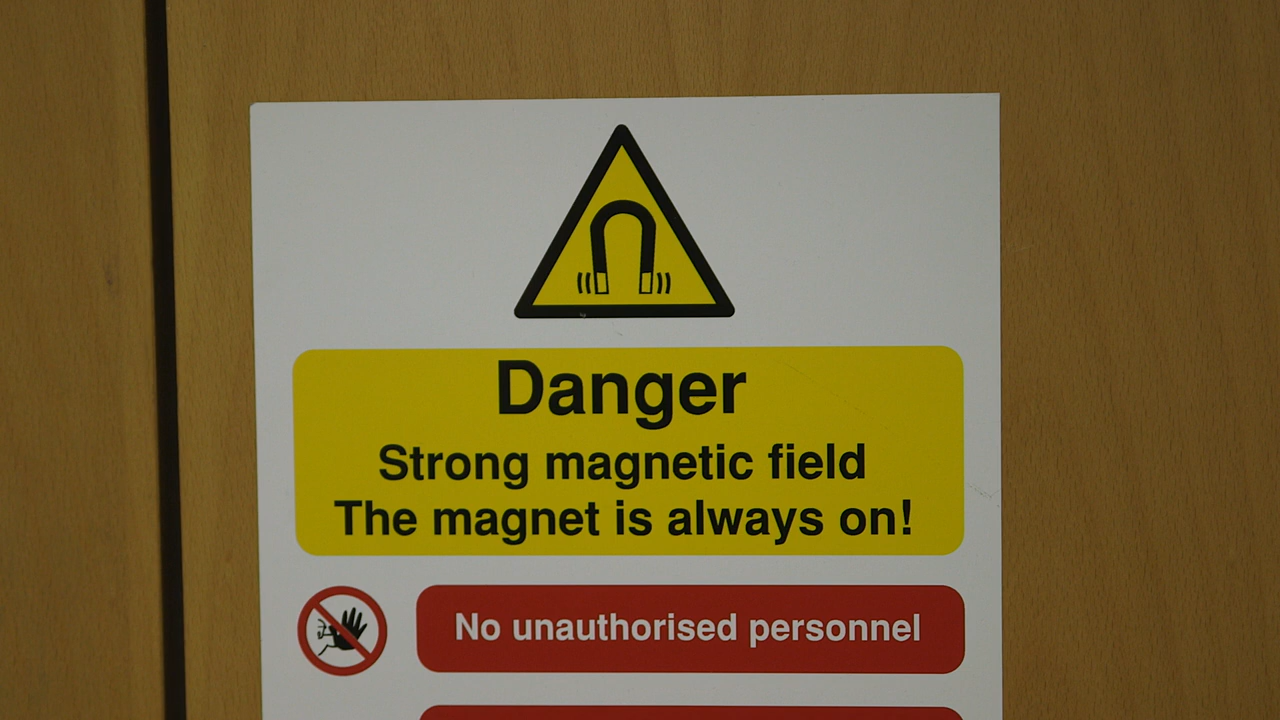 Danger
Strong magnetic field
The magnet is always on!
No unauthorised personnel